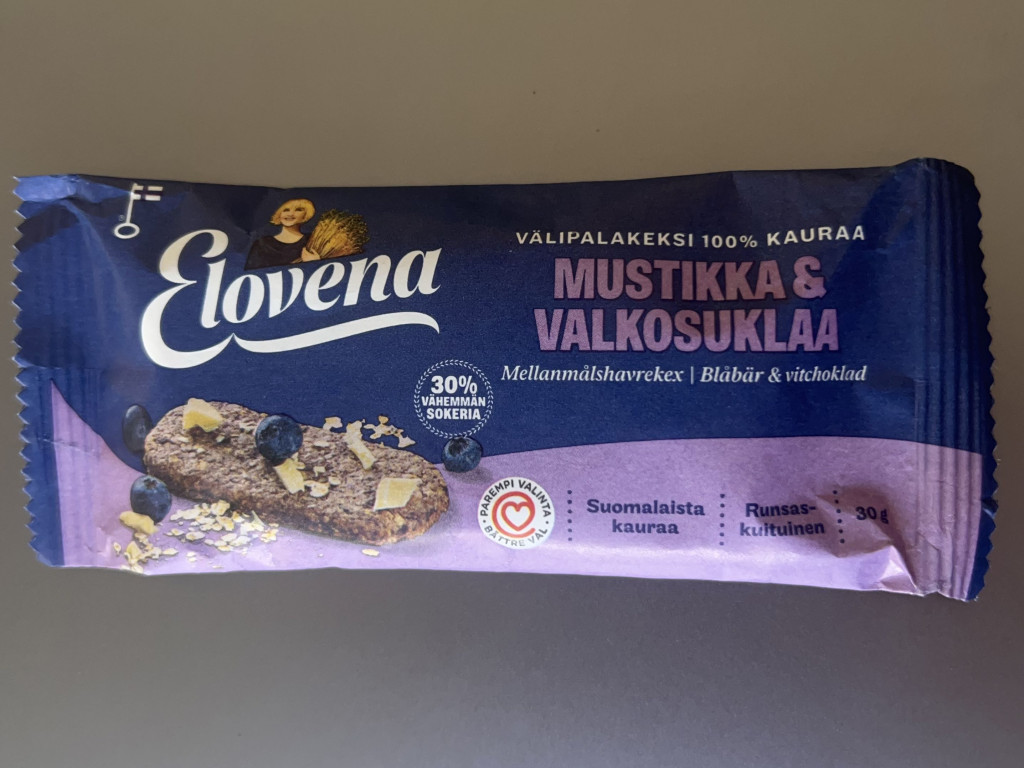 Elovena
VÄLIPALAKEKSI 100% KAURAA
MUSTIKKA &
VALKOSUKLAA
Mellanmålshavrekex | Blåbär & vitchoklad
30%
VÄHEMMÄN
SOKERIA
PAREMPI VALINTA
BÄTTRE VAL
Suomalaista
kauraa
Runsas-
kuituinen
30 g